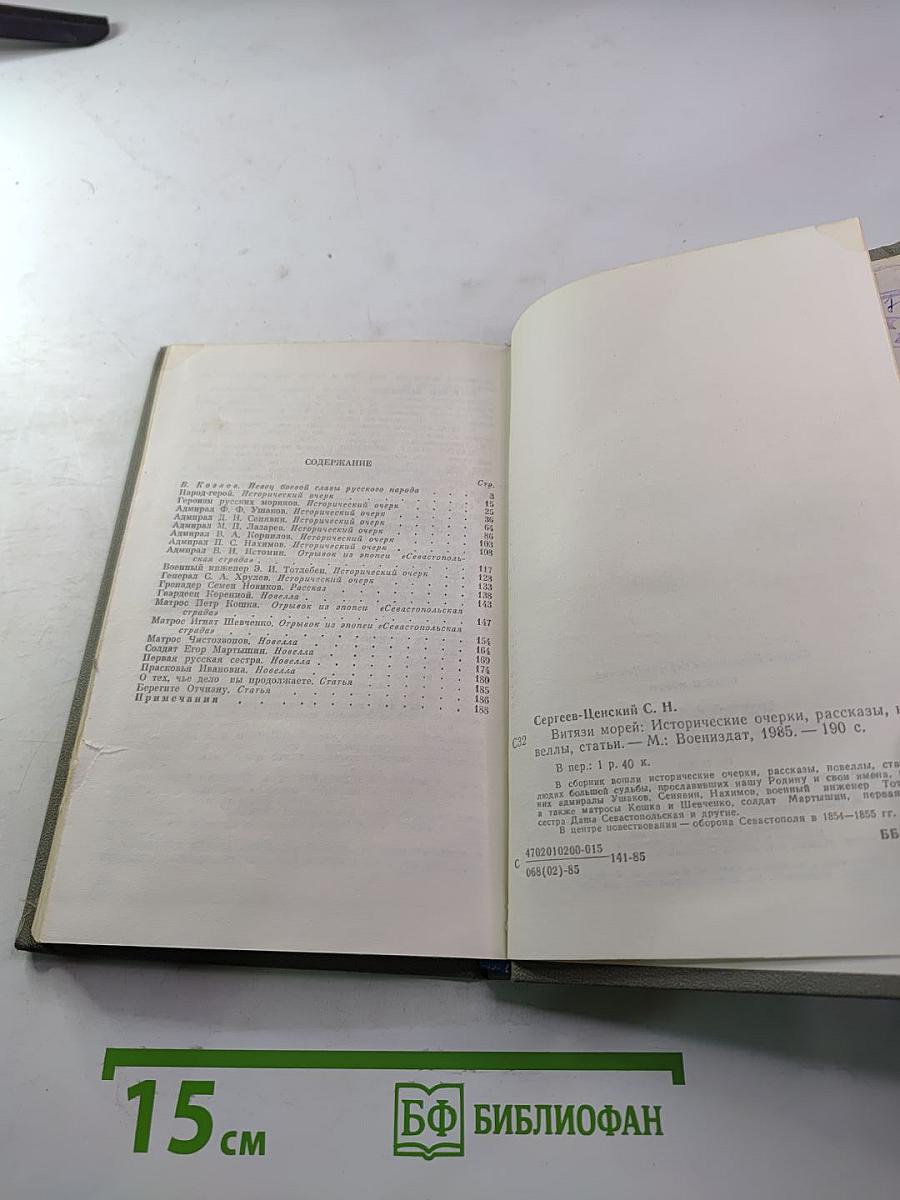 СОДЕРЖАНИЕ
Стр.
В. Козлов. Певец боевой славы русского народа . . . 3
Народ-герой. Исторический очерк . . . 15
Героизм русских моряков. Исторический очерк . . . 25
Адмирал Ф. Ф. Ушаков. Исторический очерк . . . 36
Адмирал Д. Н. Сенявин. Исторический очерк . . . 64
Адмирал М. П. Лазарев. Исторический очерк . . . 86
Адмирал В. А. Корнилов. Исторический очерк . . . 103
Адмирал П. С. Нахимов. Исторический очерк . . . 108
Адмирал В. И. Истомин. Отрывок из эпопеи «Севастополь-
ская страда» . . . 117
Военный инженер Э. И. Тотлебен. Исторический очерк . . . 128
Генерал С. А. Хрулев. Исторический очерк . . . 133
Гренадер Семен Новиков. Рассказ . . . 138
Гвардеец Коренной. Новелла . . . 143
Матрос Петр Кошка. Отрывок из эпопеи «Севастопольская
страда» . . . 147
Матрос Игнат Шевченко. Отрывок из эпопеи «Севастопольская
страда» . . . 154
Матрос Чистозвонов. Новелла . . . 164
Солдат Егор Мартышин. Новелла . . . 169
Первая русская сестра. Новелла . . . 174
Прасковья Ивановна. Новелла . . . 180
О тех, чье дело вы продолжаете. Статья . . . 185
Берегите Отчизну. Статья . . . 186
Примечания . . . 188
Сергеев-Ценский С. Н.
С32 Витязи морей: Исторические очерки, рассказы,
веллы, статьи. — М.: Воениздат, 1985. — 190 с.
В пер.: 1 р. 40 к.
В сборник вошли исторические очерки, рассказы, новеллы,
людях большой судьбы, прославивших нашу Родину и свои имена,
них адмиралы Ушаков, Сенявин, Нахимов, военный инженер
а также матросы Кошка и Шевченко, солдат Мартышин,
сестра Даша Севастопольская и другие.
В центре повествования — оборона Севастополя в 1854—1855 гг.
С 4702010200-015
068(02)-85
141-85
ББ
15 см
БФ БИБЛИОФАН